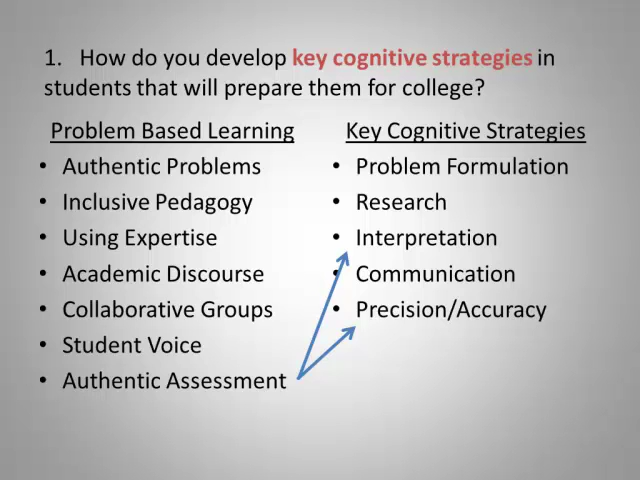 1. How do you develop key cognitive strategies in
students that will prepare them for college?
Problem Based Learning
• Authentic Problems
• Inclusive Pedagogy
• Using Expertise
• Academic Discourse
• Collaborative Groups
• Student Voice
• Authentic Assessment
Key Cognitive Strategies
• Problem Formulation
• Research
• Interpretation
• Communication
• Precision/Accuracy